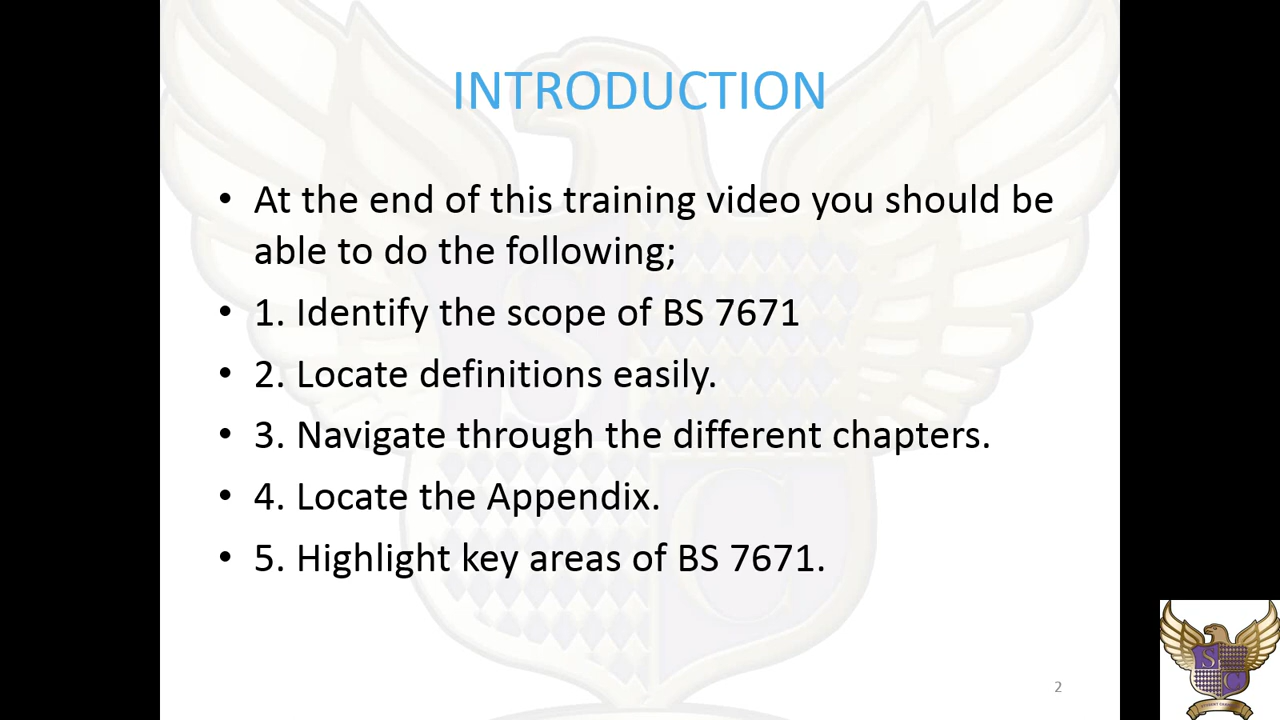 INTRODUCTION
• At the end of this training video you should be
able to do the following;
• 1. Identify the scope of BS 7671
• 2. Locate definitions easily.
• 3. Navigate through the different chapters.
• 4. Locate the Appendix.
• 5. Highlight key areas of BS 7671.
2
S
C
S
C